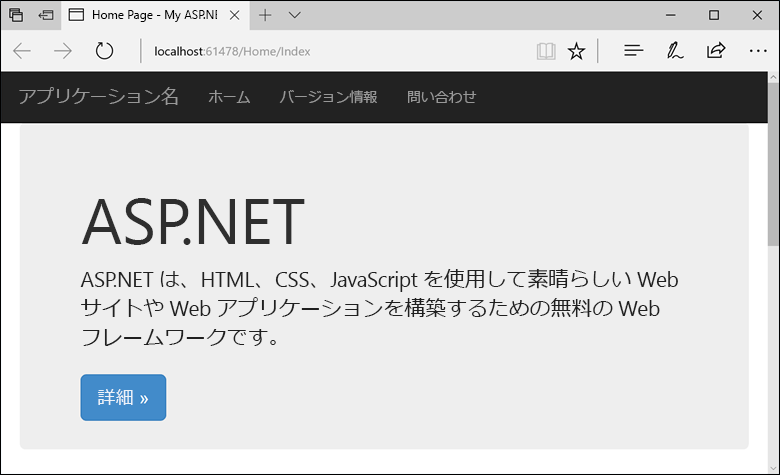 Home Page - My ASP.NE
localhost:61478/Home/Index
アプリケーション名 ホーム バージョン情報 問い合わせ
ASP.NET
ASP.NET は、HTML、CSS、JavaScript を使用して素晴らしい Web
サイトや Web アプリケーションを構築するための無料の Web
フレームワークです。
詳細 »